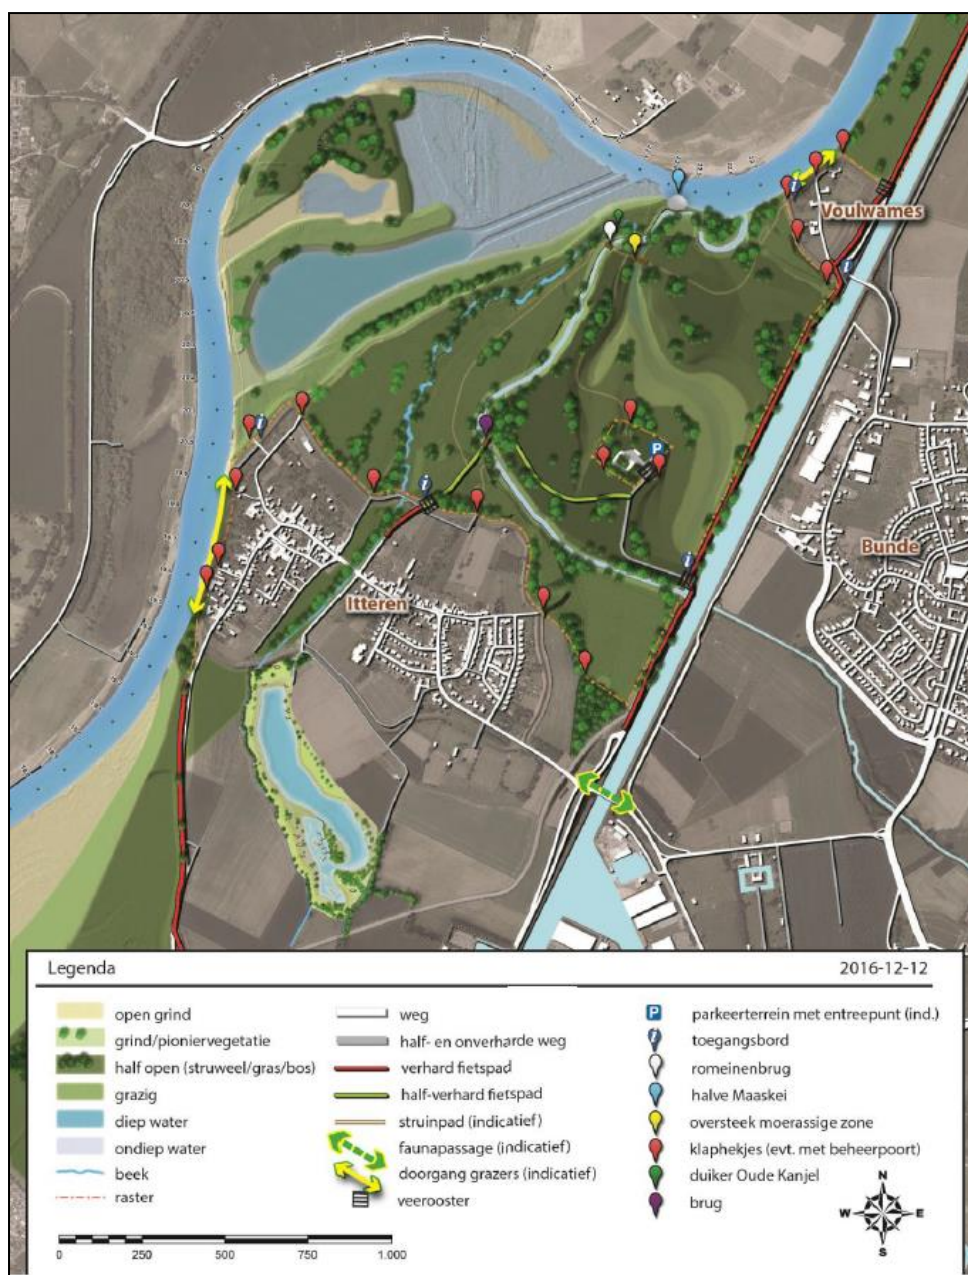 Voulwames
Bunde
Itteren
Legenda
2016-12-12
open grind
grind/pioniervegetatie
half open (struweel/gras/bos)
grazig
diep water
ondiep water
beek
raster
0 250 500 750 1.000
weg
half- en onverharde weg
verhard fietspad
half-verhard fietspad
struinpad (indicatief)
faunapassage (indicatief)
doorgang grazers (indicatief)
veerooster
P parkeerterrein met entreepunt (ind.)
i toegangsbord
romeinenbrug
halve Maaskei
oversteek moerassige zone
klaphekjes (evt. met beheerpoort)
duiker Oude Kanjel
brug
N
W E
S